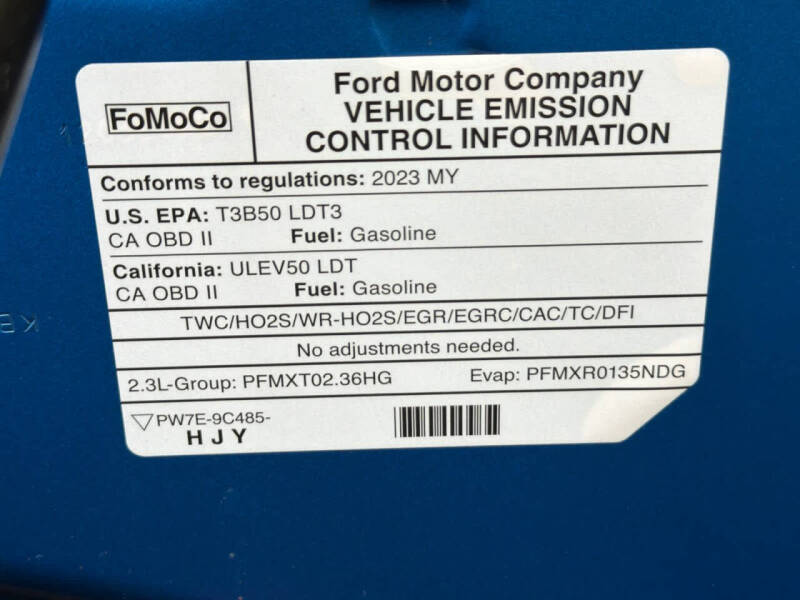 FoMoCo
Ford Motor Company
VEHICLE EMISSION
CONTROL INFORMATION
Conforms to regulations: 2023 MY
U.S. EPA: T3B50 LDT3
CA OBD II Fuel: Gasoline
California: ULEV50 LDT
CA OBD II Fuel: Gasoline
TWC/HO2S/WR-HO2S/EGR/EGRC/CAC/TC/DFI
No adjustments needed.
2.3L-Group: PFMXT02.36HG Evap: PFMXR0135NDG
PW7E-9C485-
HJY